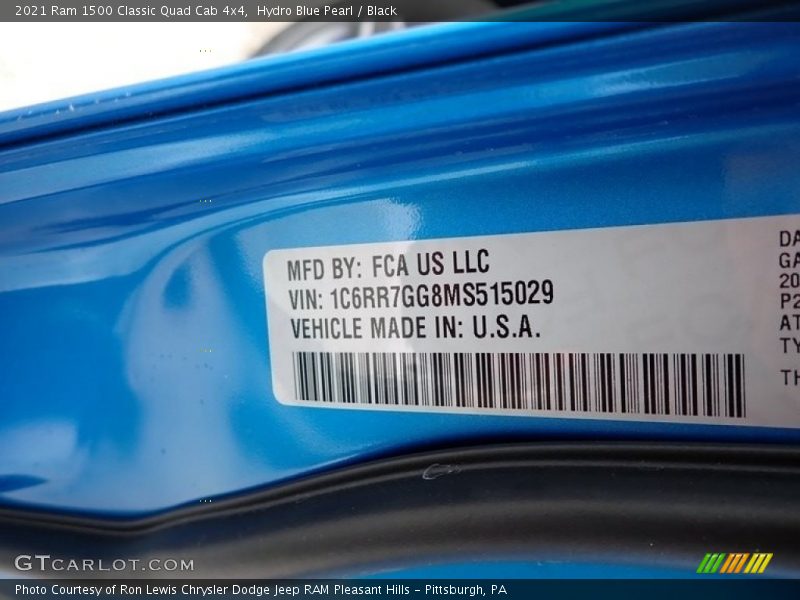 2021 Ram 1500 Classic Quad Cab 4x4, Hydro Blue Pearl / Black
MFD BY: FCA US LLC
VIN: 1C6RR7GG8MS515029
VEHICLE MADE IN: U.S.A.
GTCARLOT.COM
Photo Courtesy of Ron Lewis Chrysler Dodge Jeep RAM Pleasant Hills - Pittsburgh, PA